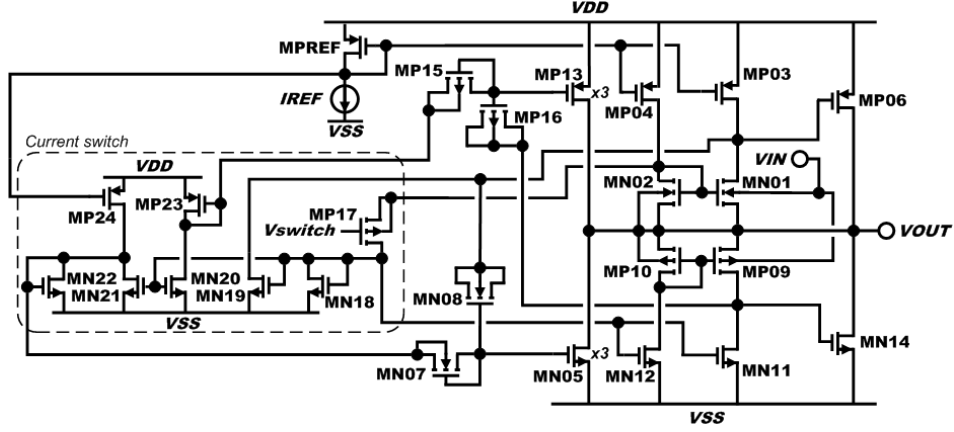 VDD
MPREF
MP15
MP13
x3
MP03
MP04
MP06
IREF
MP16
VSS
Current switch
VIN
VDD
MN02
MN01
MP24
MP23
MP17
Vswitch
VOUT
MP10
MP09
MN22
MN20
MN21
MN19
MN18
MN08
VSS
MN14
MN07
MN05
x3
MN12
MN11
VSS